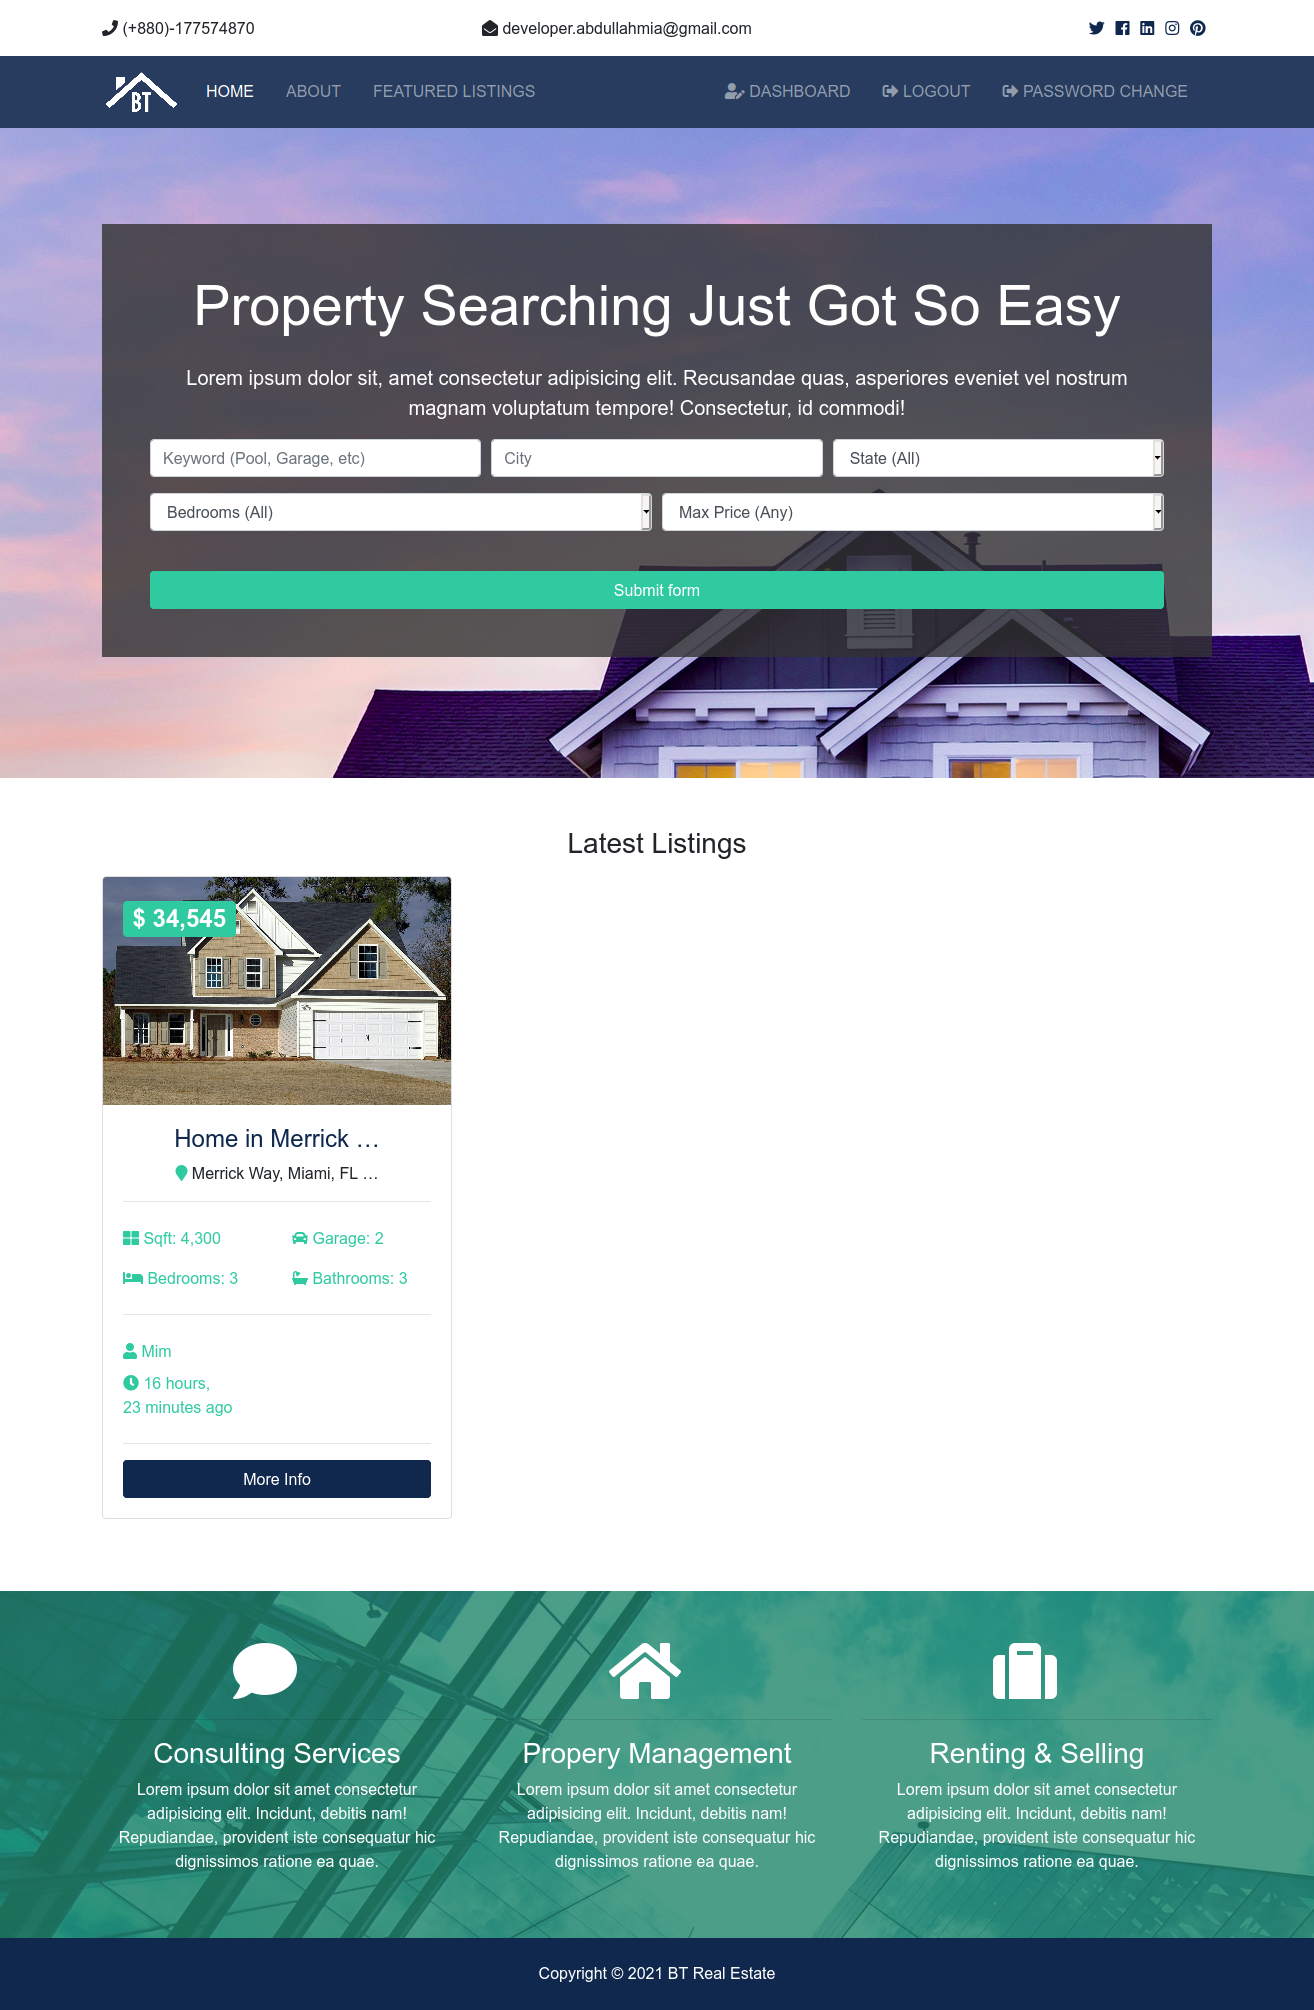 (+880)-177574870 developer.abdullahmia@gmail.com
BT HOME ABOUT FEATURED LISTINGS DASHBOARD LOGOUT PASSWORD CHANGE
Property Searching Just Got So Easy
Lorem ipsum dolor sit, amet consectetur adipisicing elit. Recusandae quas, asperiores eveniet vel nostrum
magnam voluptatum tempore! Consectetur, id commodi!
Keyword (Pool, Garage, etc) City State (All)
Bedrooms (All) Max Price (Any)
Submit form
Latest Listings
$ 34,545
Home in Merrick …
Merrick Way, Miami, FL …
Sqft: 4,300 Garage: 2
Bedrooms: 3 Bathrooms: 3
Mim
16 hours,
23 minutes ago
More Info
Consulting Services
Lorem ipsum dolor sit amet consectetur
adipisicing elit. Incidunt, debitis nam!
Repudiandae, provident iste consequatur hic
dignissimos ratione ea quae.
Propery Management
Lorem ipsum dolor sit amet consectetur
adipisicing elit. Incidunt, debitis nam!
Repudiandae, provident iste consequatur hic
dignissimos ratione ea quae.
Renting & Selling
Lorem ipsum dolor sit amet consectetur
adipisicing elit. Incidunt, debitis nam!
Repudiandae, provident iste consequatur hic
dignissimos ratione ea quae.
Copyright © 2021 BT Real Estate